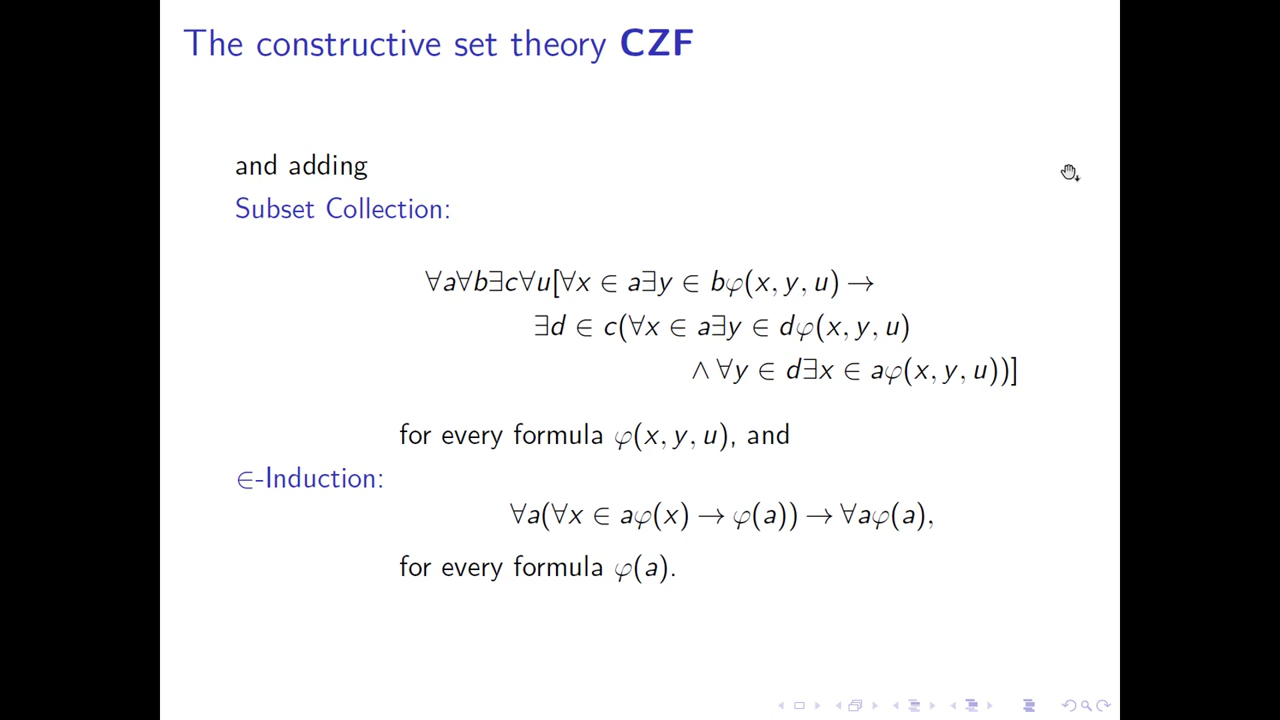 The constructive set theory CZF
and adding
Subset Collection:
∀a∀b∃c∀u[∀x ∈ a∃y ∈ bφ(x, y, u) →
∃d ∈ c(∀x ∈ a∃y ∈ dφ(x, y, u)
∧ ∀y ∈ d∃x ∈ aφ(x, y, u))]
for every formula φ(x, y, u), and
∈-Induction:
∀a(∀x ∈ aφ(x) → φ(a)) → ∀aφ(a),
for every formula φ(a).